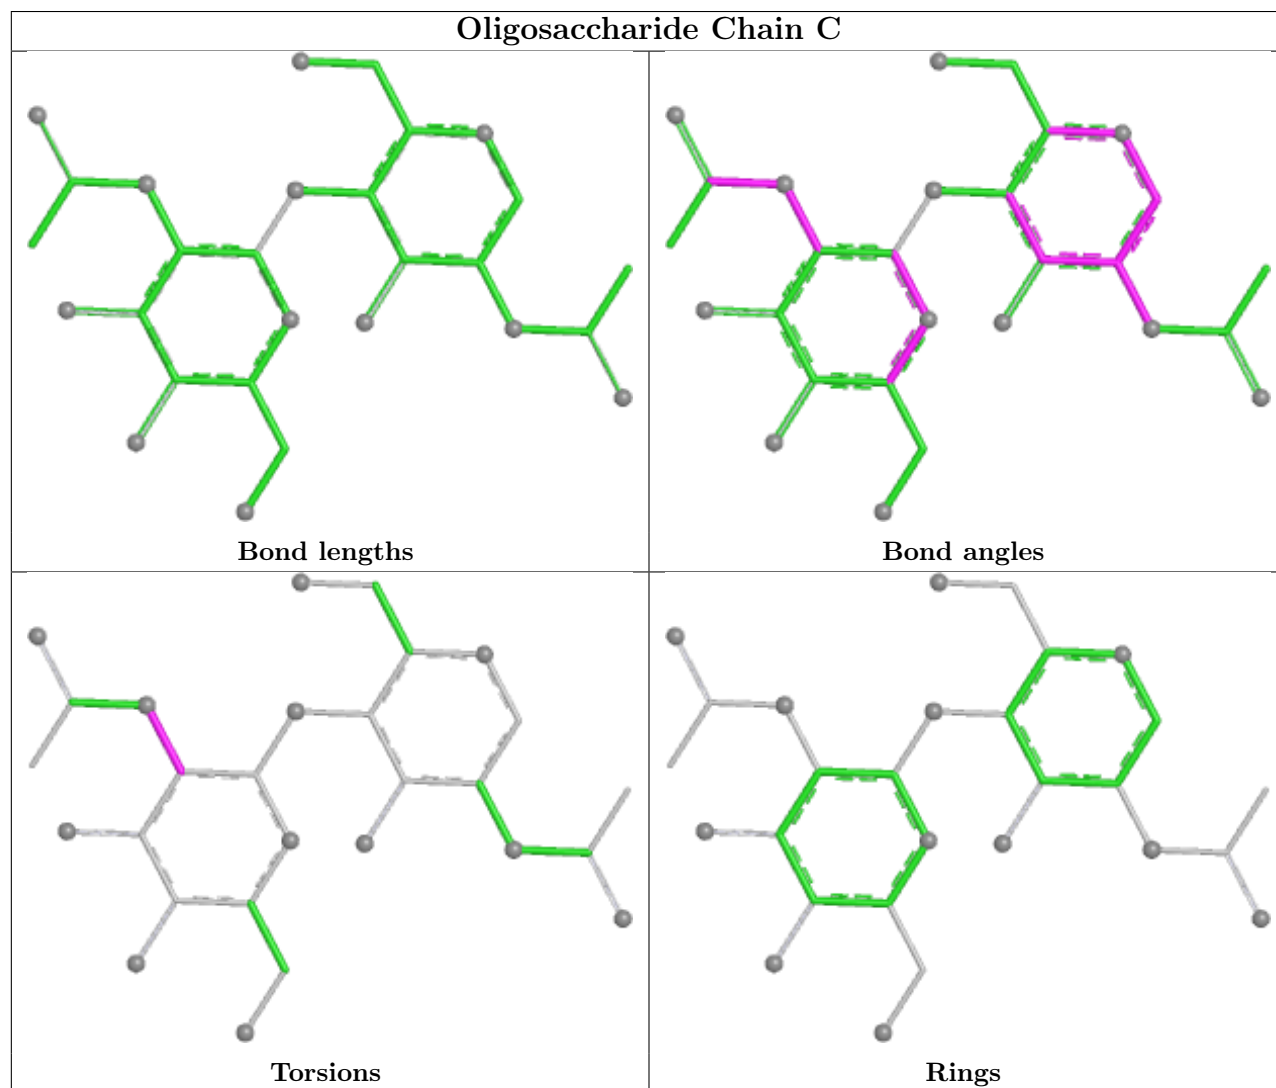 Oligosaccharide Chain C
Bond lengths
Bond angles
Torsions
Rings